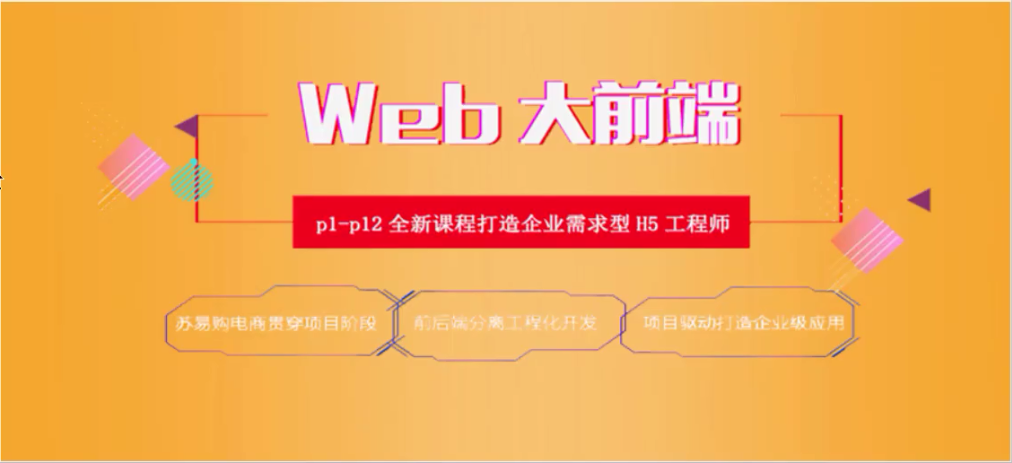 Web 大前端
p1-p12 全新课程打造企业需求型 H5 工程师
苏易购电商贯穿项目阶段
前后端分离工程化开发
项目驱动打造企业级应用